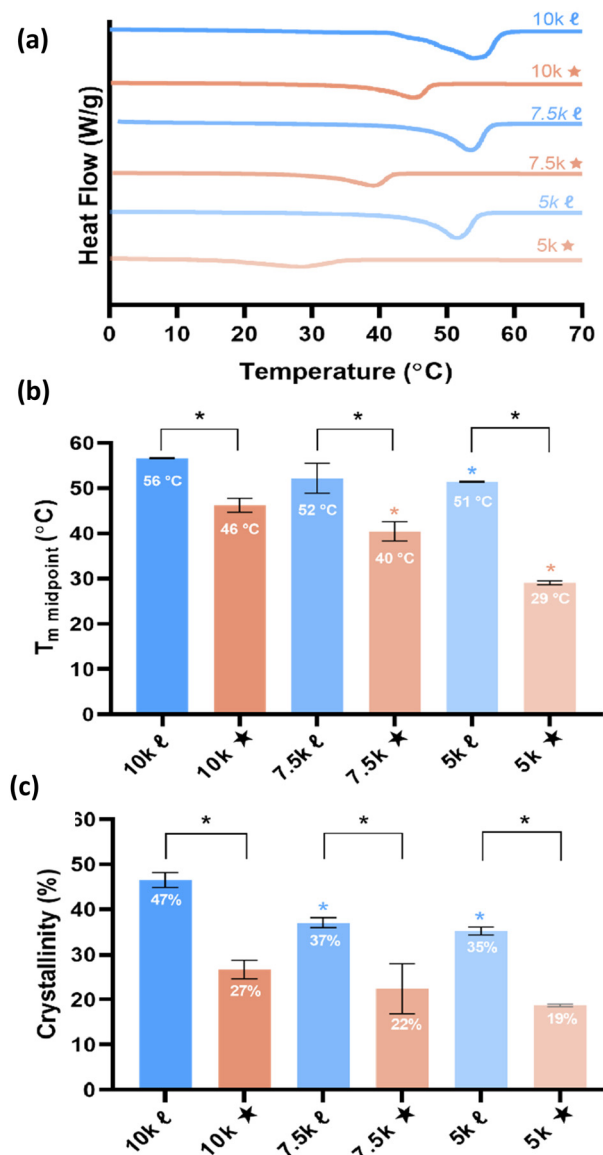 (a)
Heat Flow (W/g)
10k ℓ
10k ★
7.5k ℓ
7.5k ★
5k ℓ
5k ★
0 10 20 30 40 50 60 70
Temperature (°C)
(b)
Tm midpoint (°C)
60
50
40
30
20
10
0
* * *
* * *
56 °C 46 °C 52 °C 40 °C 51 °C 29 °C
10k ℓ 10k ★ 7.5k ℓ 7.5k ★ 5k ℓ 5k ★
(c)
Crystallinity (%)
60
50
40
30
20
10
0
* * *
* *
47% 27% 37% 22% 35% 19%
10k ℓ 10k ★ 7.5k ℓ 7.5k ★ 5k ℓ 5k ★